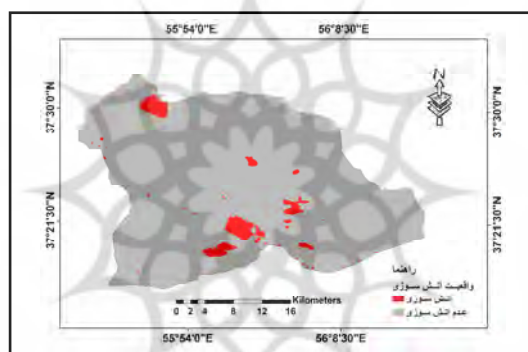 55°54'0"E 56°8'30"E
N
37°30'0"N 37°30'0"N
37°21'30"N 37°21'30"N
راهنما
واقعیت آتش سوزی
آتش سوزی
عدم آتش سوزی
Kilometers
0 2 4 8 12 16
55°54'0"E 56°8'30"E